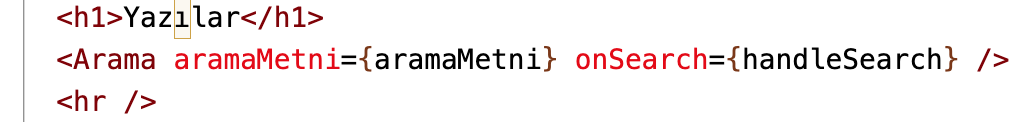 <h1>Yazılar</h1>
<Arama aramaMetni={aramaMetni} onSearch={handleSearch} />
<hr />